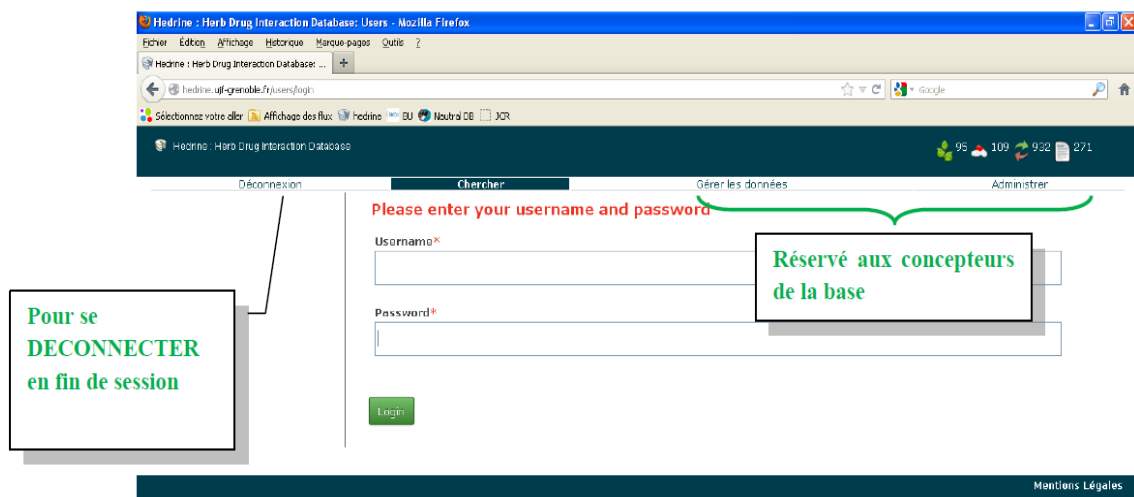 Hedrine : Herb Drug Interaction Database: Users - Mozilla Firefox
Fichier Édition Affichage Historique Marque-pages Outils ?
Hedrine : Herb Drug Interaction Database: ... +
hedrine.ujf-grenoble.fr/users/login
Google
Sélectionnez votre aller Affichage des flux hedrine BU Neutral DB JCR
Hedrine : Herb Drug Interaction Database
95 109 932 271
Déconnexion Chercher Gérer les données Administrer
Please enter your username and password
Username*
Réservé aux concepteurs
de la base
Pour se
DECONNECTER
en fin de session
Password*
Login
Mentions Légales